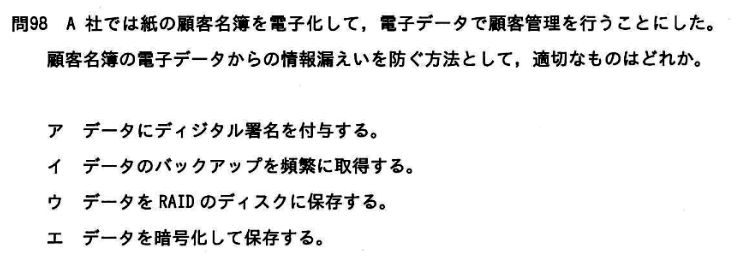 問98 A 社では紙の顧客名簿を電子化して，電子データで顧客管理を行うことにした。
顧客名簿の電子データからの情報漏えいを防ぐ方法として，適切なものはどれか。
ア データにディジタル署名を付与する。
イ データのバックアップを頻繁に取得する。
ウ データをRAIDのディスクに保存する。
エ データを暗号化して保存する。